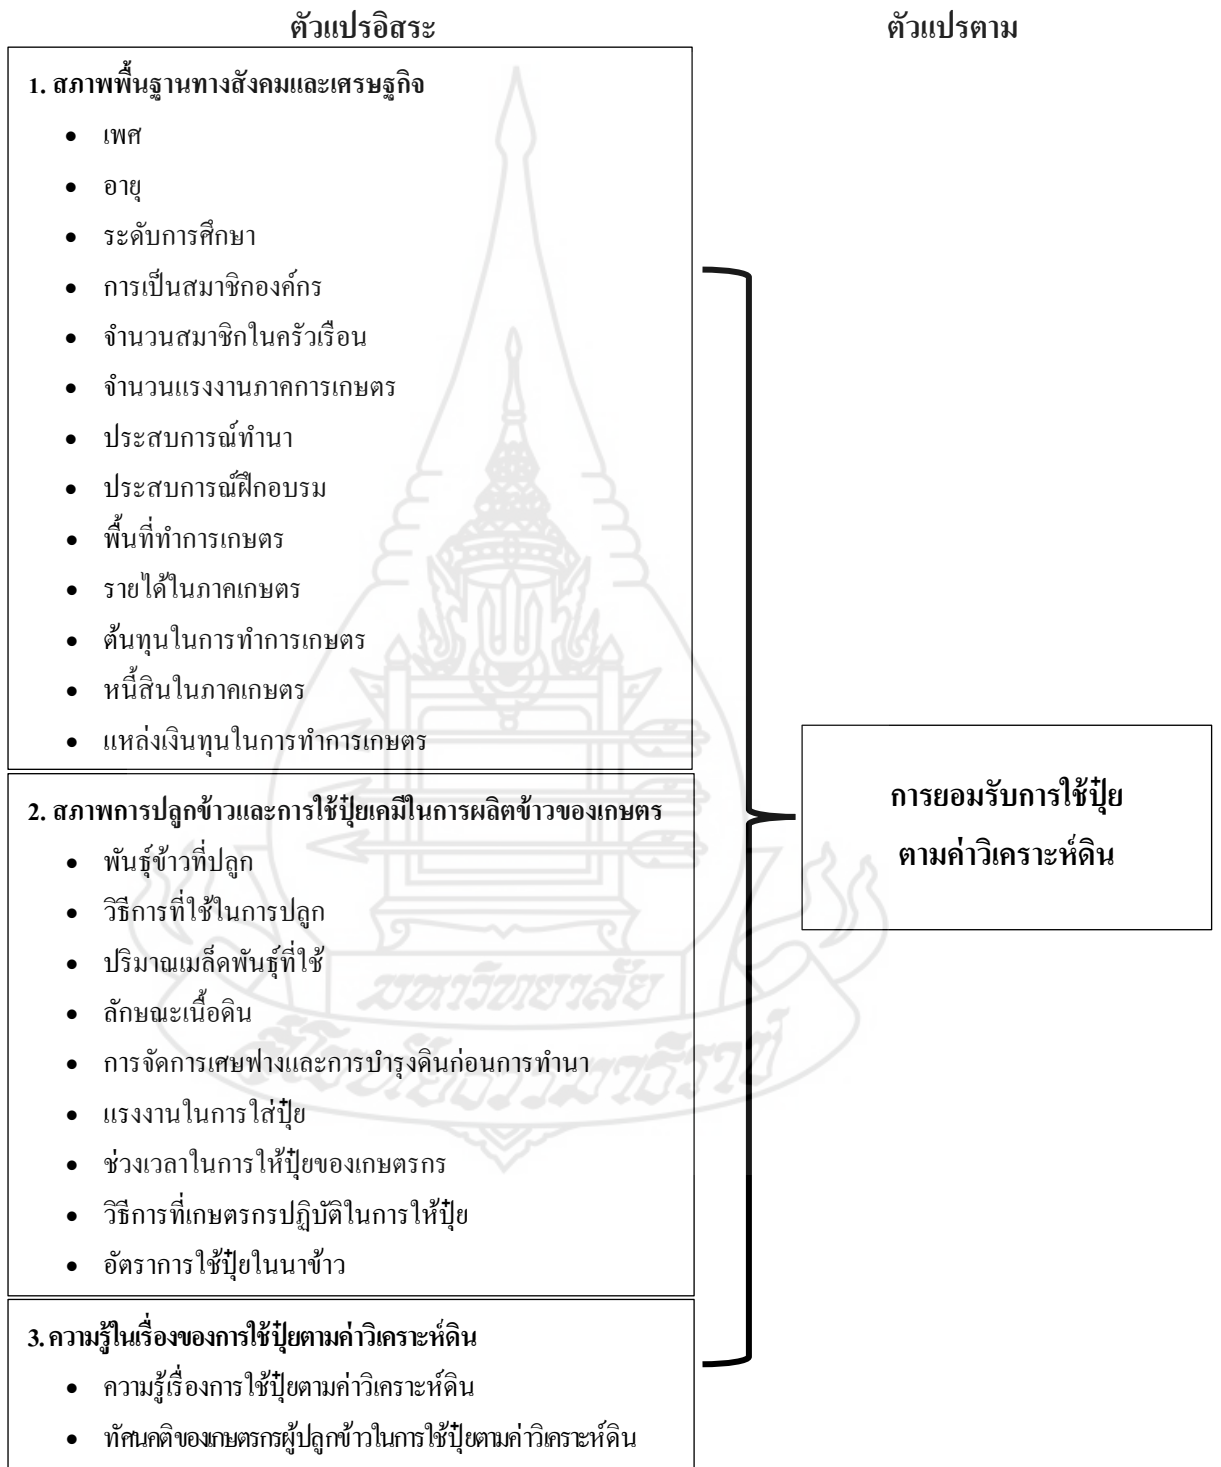 ตัวแปรอิสระ
ตัวแปรตาม
1. สภาพพื้นฐานทางสังคมและเศรษฐกิจ
• เพศ
• อายุ
• ระดับการศึกษา
• การเป็นสมาชิกองค์กร
• จำนวนสมาชิกในครัวเรือน
• จำนวนแรงงานภาคการเกษตร
• ประสบการณ์ทำนา
• ประสบการณ์ฝึกอบรม
• พื้นที่ทำการเกษตร
• รายได้ในภาคเกษตร
• ต้นทุนในการทำการเกษตร
• หนี้สินในภาคเกษตร
• แหล่งเงินทุนในการทำการเกษตร
2. สภาพการปลูกข้าวและการใช้ปุ๋ยเคมีในการผลิตข้าวของเกษตร
• พันธุ์ข้าวที่ปลูก
• วิธีการที่ใช้ในการปลูก
• ปริมาณเมล็ดพันธุ์ที่ใช้
• ลักษณะเนื้อดิน
• การจัดการเศษฟางและการบำรุงดินก่อนการทำนา
• แรงงานในการใส่ปุ๋ย
• ช่วงเวลาในการให้ปุ๋ยของเกษตรกร
• วิธีการที่เกษตรกรปฏิบัติในการให้ปุ๋ย
• อัตราการใช้ปุ๋ยในนาข้าว
3. ความรู้ในเรื่องของการใช้ปุ๋ยตามค่าวิเคราะห์ดิน
• ความรู้เรื่องการใช้ปุ๋ยตามค่าวิเคราะห์ดิน
• ทัศนคติของเกษตรกรผู้ปลูกข้าวในการใช้ปุ๋ยตามค่าวิเคราะห์ดิน
การยอมรับการใช้ปุ๋ย
ตามค่าวิเคราะห์ดิน
มหาวิทยาลัย
สุโขทัยธรรมาธิราช